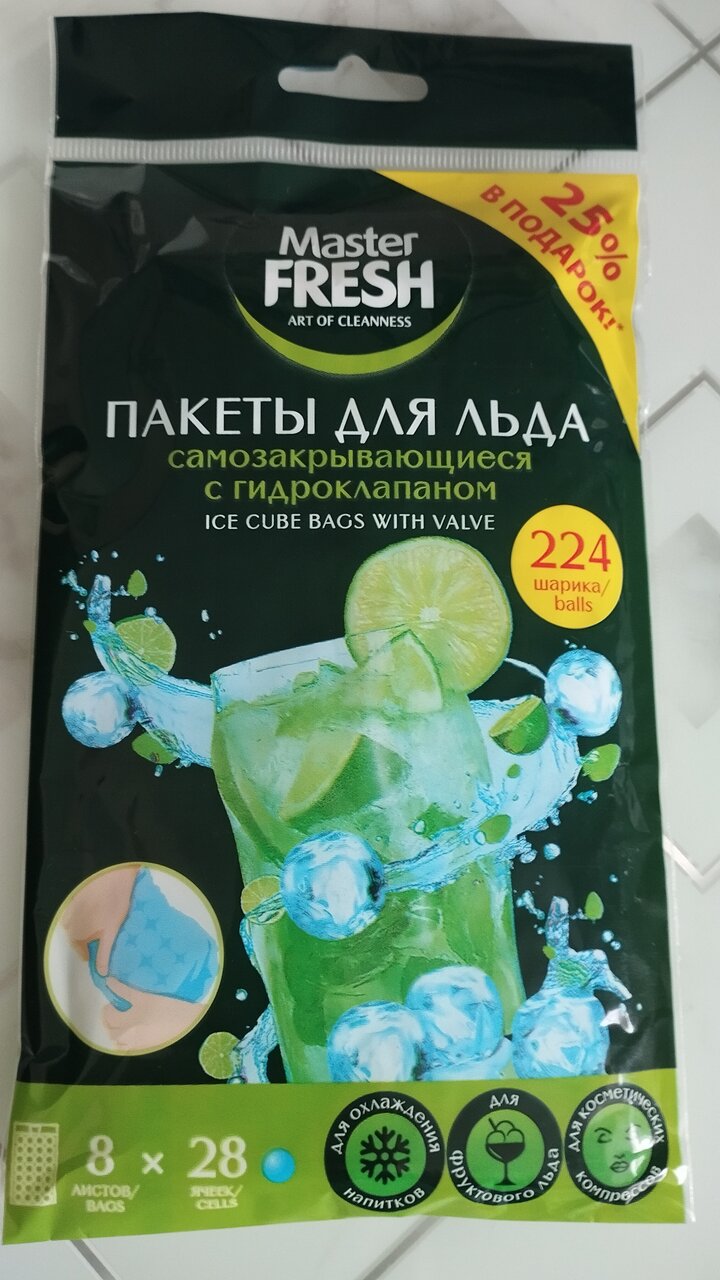 25%
В ПОДАРОК!*
Master
FRESH
ART OF CLEANNESS
ПАКЕТЫ ДЛЯ ЛЬДА
самозакрывающиеся
с гидроклапаном
ICE CUBE BAGS WITH VALVE
224
шарика/
balls
8 × 28
ЛИСТОВ/
BAGS
ЯЧЕЕК/
CELLS
для охлаждения
напитков
для
фруктового льда
для косметических
компрессов